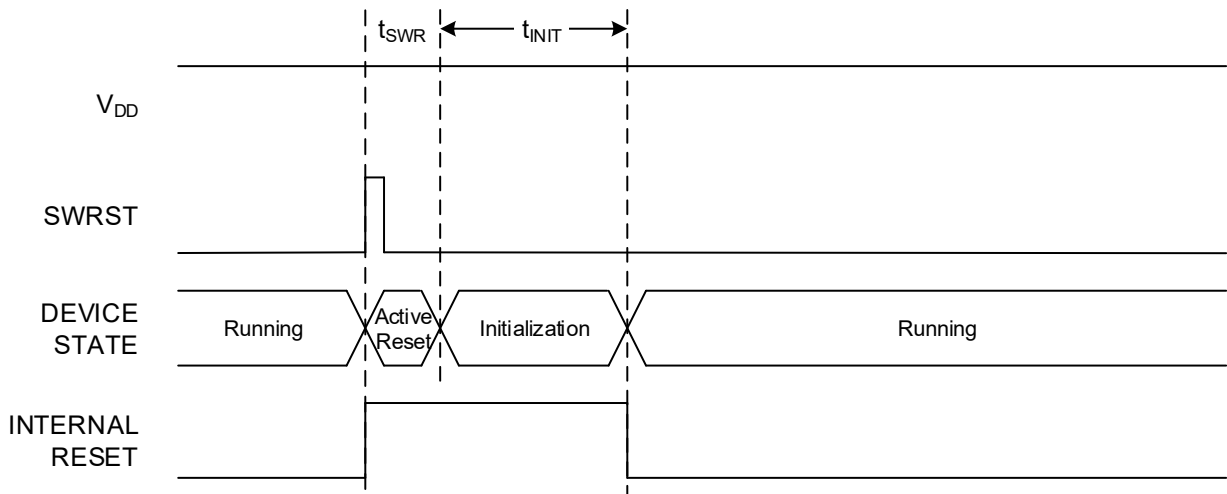 tSWR
tINIT
VDD
SWRST
DEVICE
STATE
Running
Active
Reset
Initialization
Running
INTERNAL
RESET